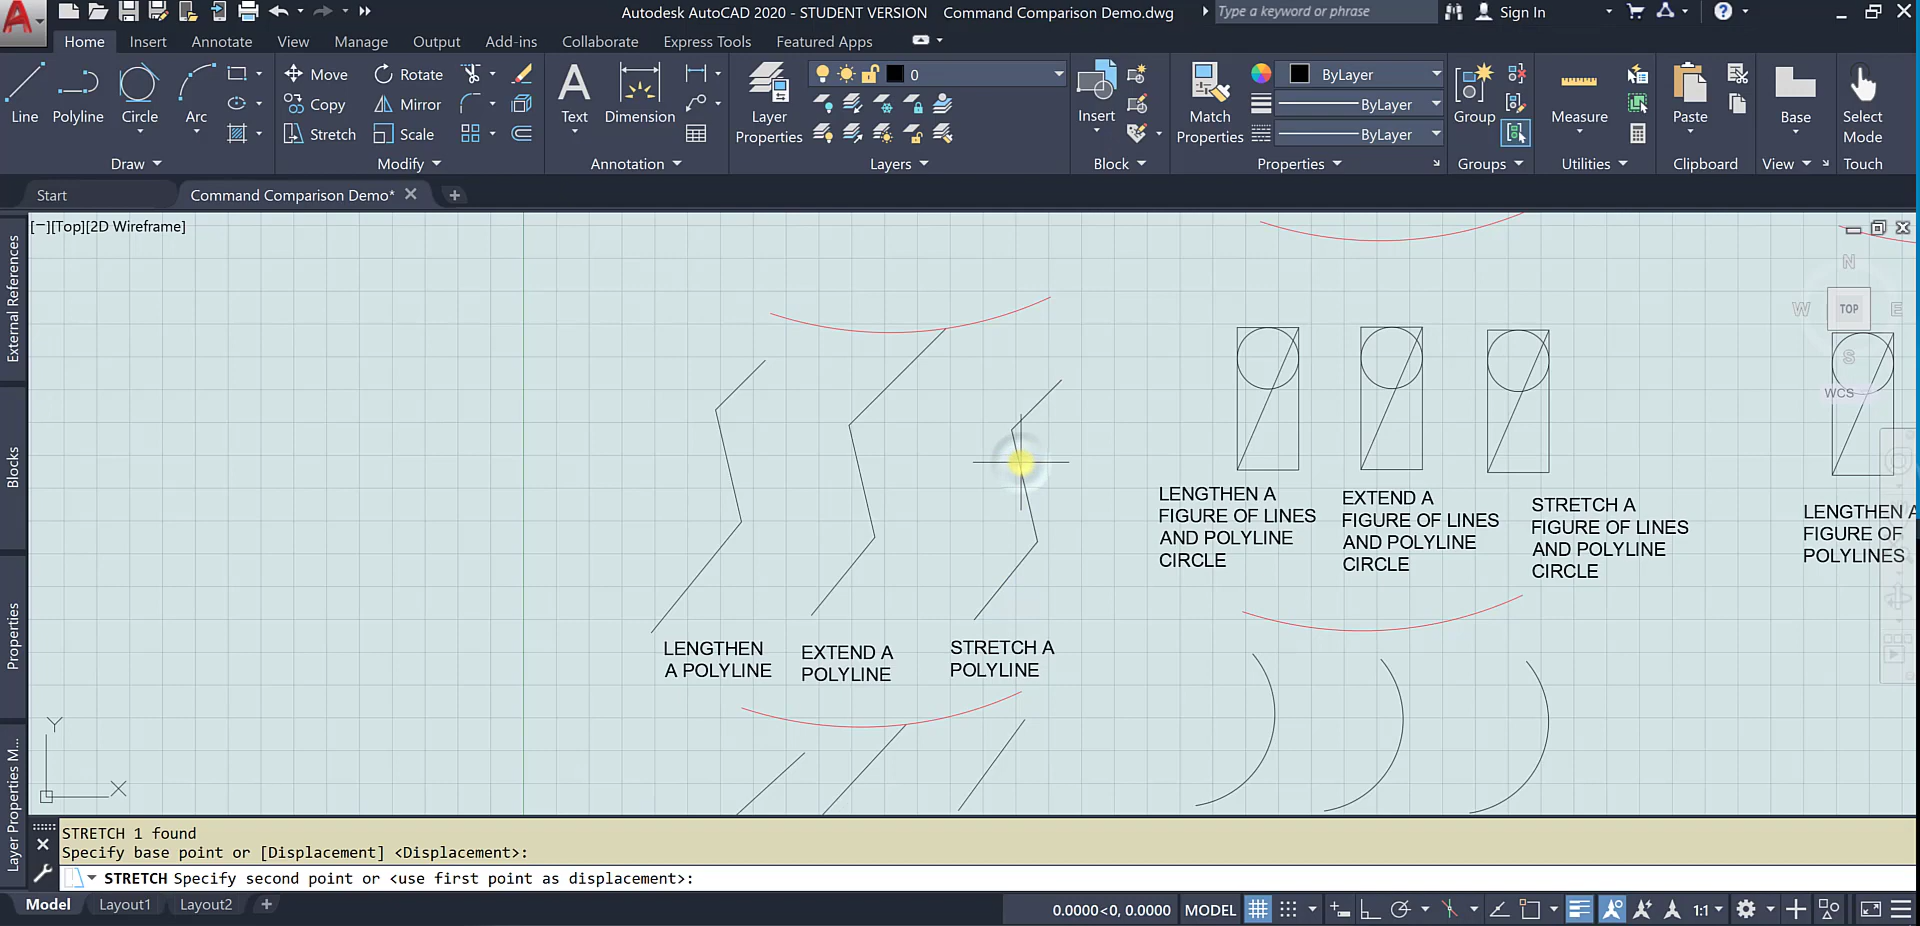 Autodesk AutoCAD 2020 - STUDENT VERSION Command Comparison Demo.dwg
Type a keyword or phrase
Sign In
Home Insert Annotate View Manage Output Add-ins Collaborate Express Tools Featured Apps
Line
Polyline
Circle
Arc
Draw
Move
Copy
Stretch
Rotate
Mirror
Scale
Modify
Text
Dimension
Annotation
Layer
Properties
0
Layers
Insert
Block
Match
Properties
ByLayer
ByLayer
ByLayer
Properties
Group
Groups
Measure
Utilities
Paste
Clipboard
Base
View
Select
Mode
Touch
Start
Command Comparison Demo*
[−][Top][2D Wireframe]
External References
Blocks
Properties
Layer Properties M...
N
W
TOP
E
S
WCS
LENGTHEN
A POLYLINE
EXTEND A
POLYLINE
STRETCH A
POLYLINE
LENGTHEN A
FIGURE OF LINES
AND POLYLINE
CIRCLE
EXTEND A
FIGURE OF LINES
AND POLYLINE
CIRCLE
STRETCH A
FIGURE OF LINES
AND POLYLINE
CIRCLE
LENGTHEN A
FIGURE OF
POLYLINES
Y
X
STRETCH 1 found
Specify base point or [Displacement] <Displacement>:
STRETCH Specify second point or <use first point as displacement>:
Model Layout1 Layout2
0.0000<0, 0.0000 MODEL
1:1